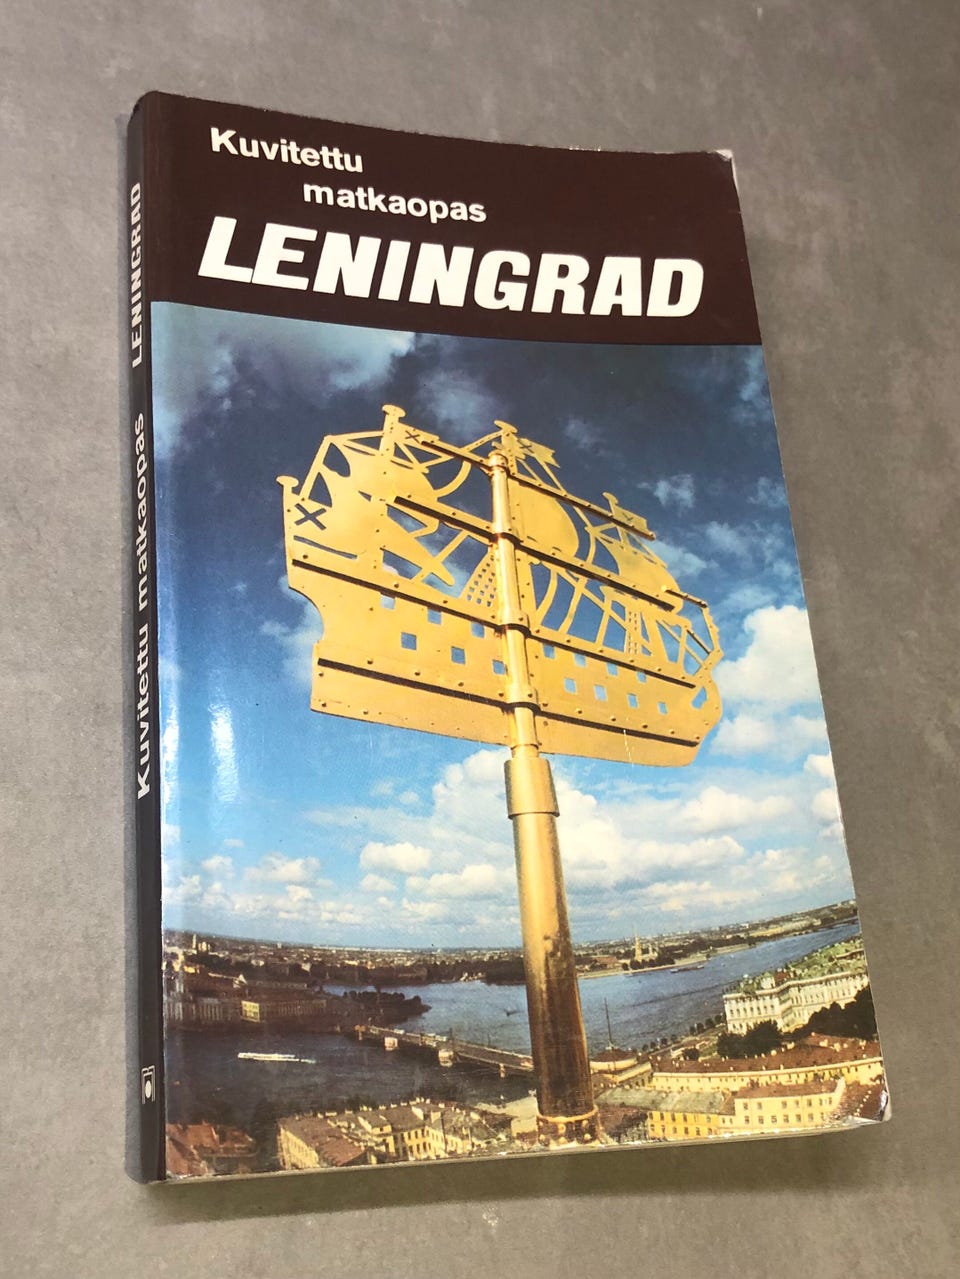 Kuvitettu
matkaopas
LENINGRAD
Kuvitettu matkaopas LENINGRAD